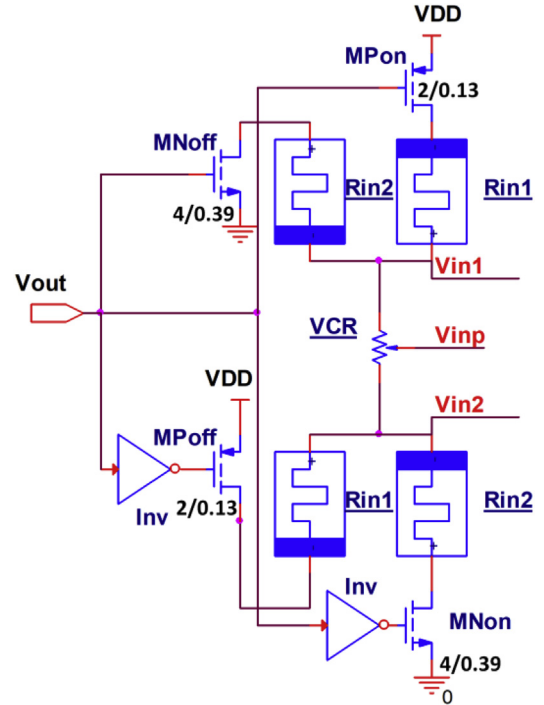 VDD
MPon
2/0.13
MNoff
Rin2
Rin1
4/0.39
Vin1
Vout
VCR
Vinp
VDD
Vin2
MPoff
Rin1
Rin2
2/0.13
Inv
Inv
MNon
4/0.39
0